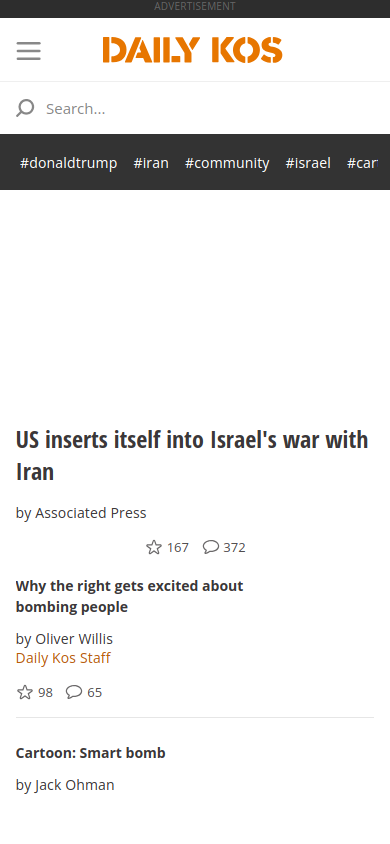 ADVERTISEMENT
DAILY KOS
Search...
#donaldtrump #iran #community #israel #car
US inserts itself into Israel's war with
Iran
by Associated Press
167 372
Why the right gets excited about
bombing people
by Oliver Willis
Daily Kos Staff
98 65
Cartoon: Smart bomb
by Jack Ohman